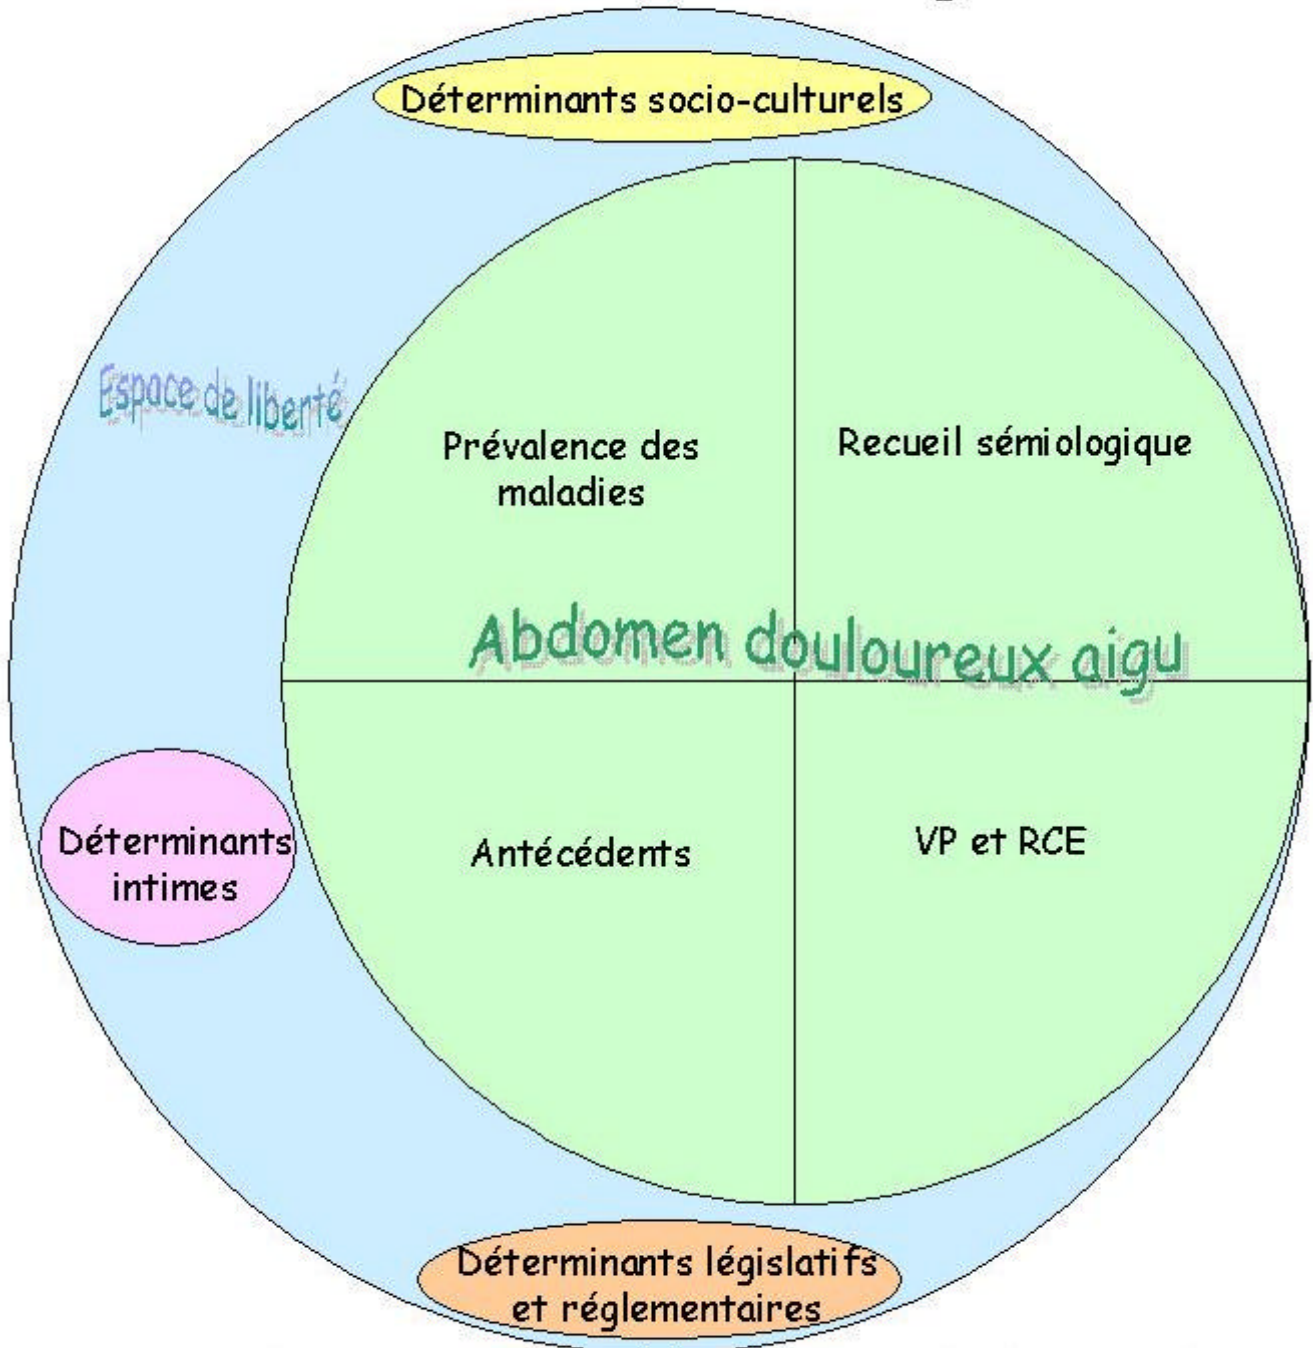 Déterminants socio-culturels
Espace de liberté
Prévalence des
maladies
Recueil sémiologique
Abdomen douloureux aigu
Déterminants
intimes
Antécédents
VP et RCE
Déterminants législatifs
et réglementaires